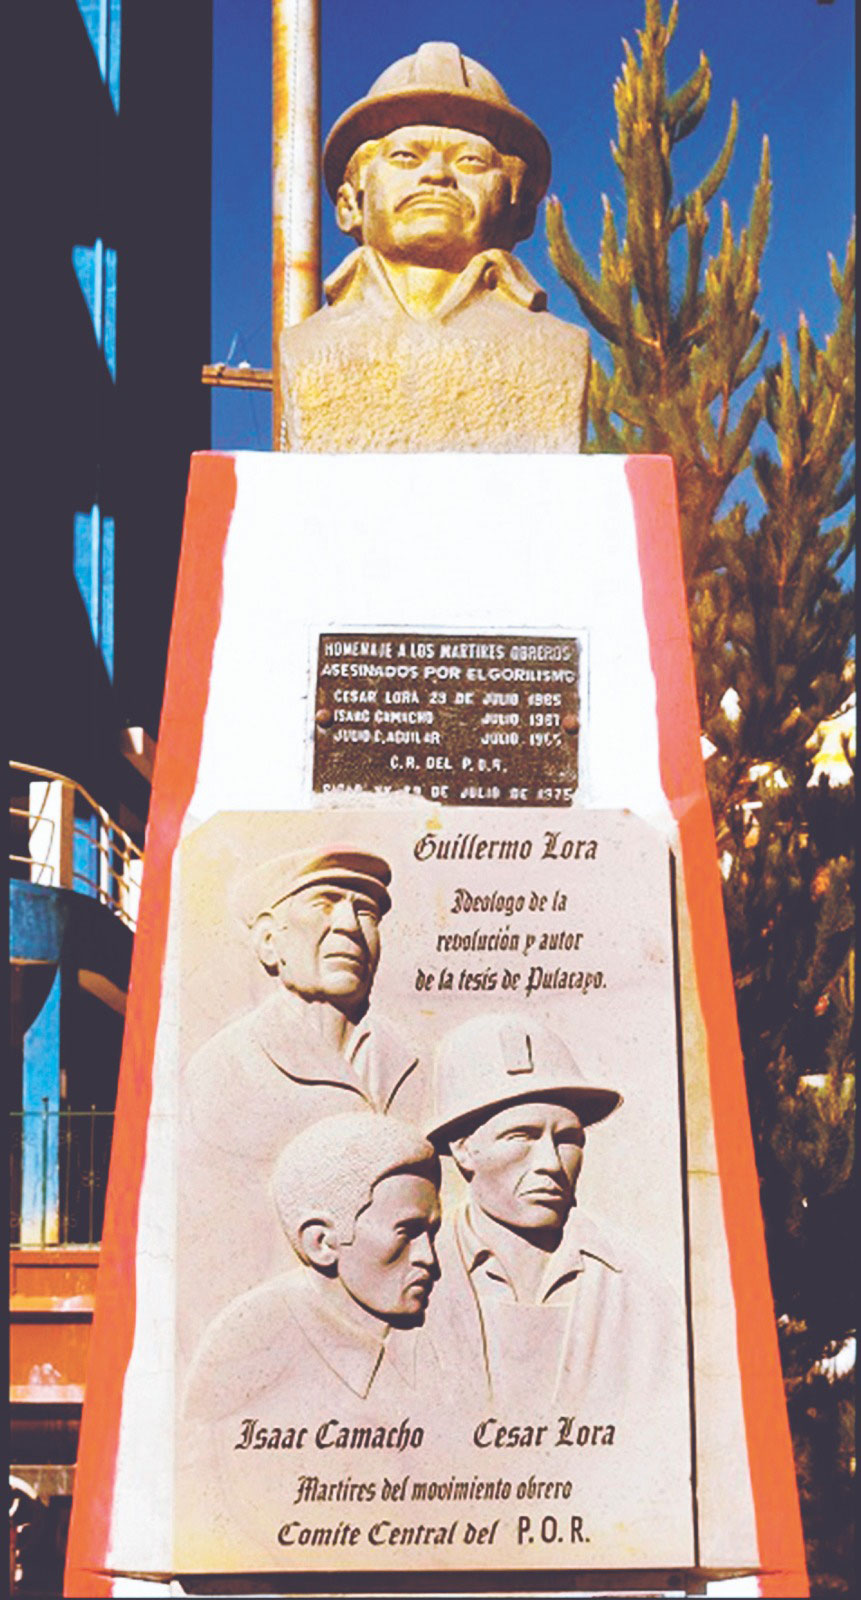 HOMENAJE A LOS MARTIRES OBREROS
ASESINADOS POR EL GORILISMO
CESAR LORA 29 DE JULIO 1965
ISAAC CAMACHO JULIO 1967
JULIO C. AGUILAR JULIO 1965
C.R. DEL P.O.R.
DE JULIO DE 1975
Guillermo Lora
Ideologo de la
revolución y autor
de la tesis de Pulacayo.
Isaac Camacho Cesar Lora
Martires del movimiento obrero
Comite Central del P.O.R.